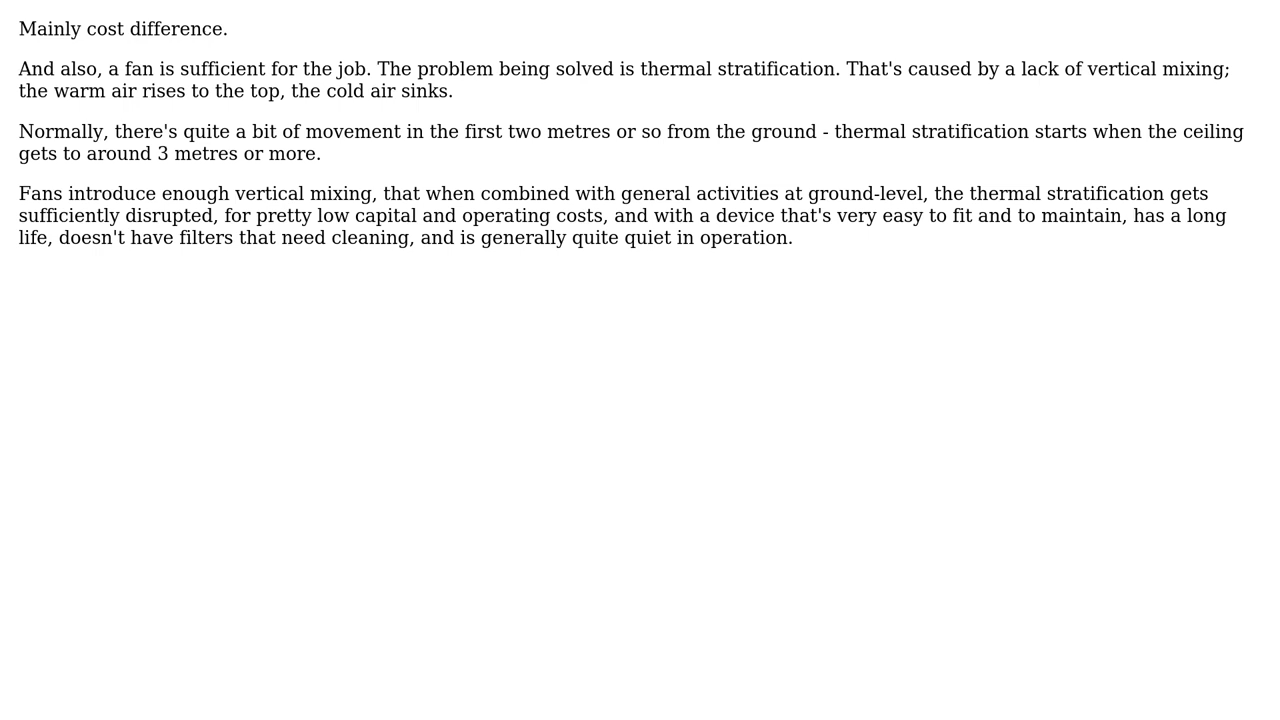 Mainly cost difference.
And also, a fan is sufficient for the job. The problem being solved is thermal stratification. That's caused by a lack of vertical mixing;
the warm air rises to the top, the cold air sinks.
Normally, there's quite a bit of movement in the first two metres or so from the ground - thermal stratification starts when the ceiling
gets to around 3 metres or more.
Fans introduce enough vertical mixing, that when combined with general activities at ground-level, the thermal stratification gets
sufficiently disrupted, for pretty low capital and operating costs, and with a device that's very easy to fit and to maintain, has a long
life, doesn't have filters that need cleaning, and is generally quite quiet in operation.